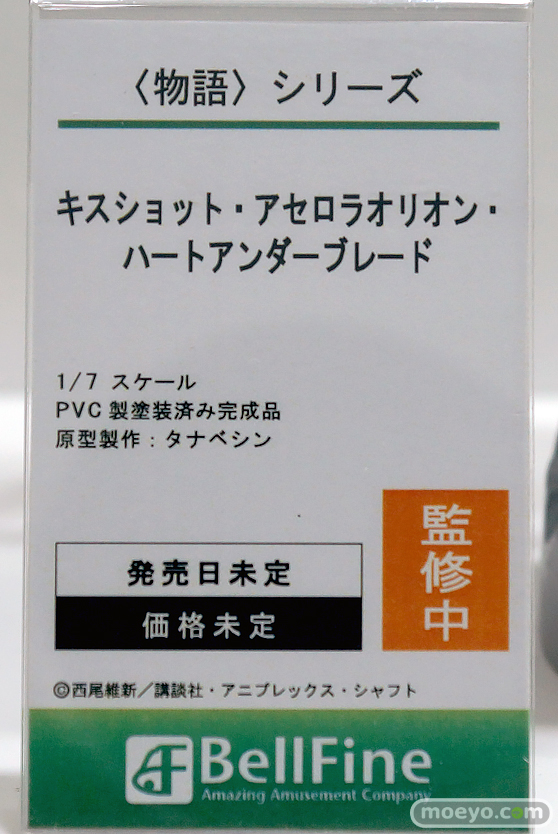 〈物語〉シリーズ
キスショット・アセロラオリオン・
ハートアンダーブレード
1/7 スケール
PVC 製塗装済み完成品
原型製作：タナベシン
監修中
発売日未定
価格未定
©西尾維新／講談社・アニプレックス・シャフト
BellFine
Amazing Amusement Company
moeyo.com